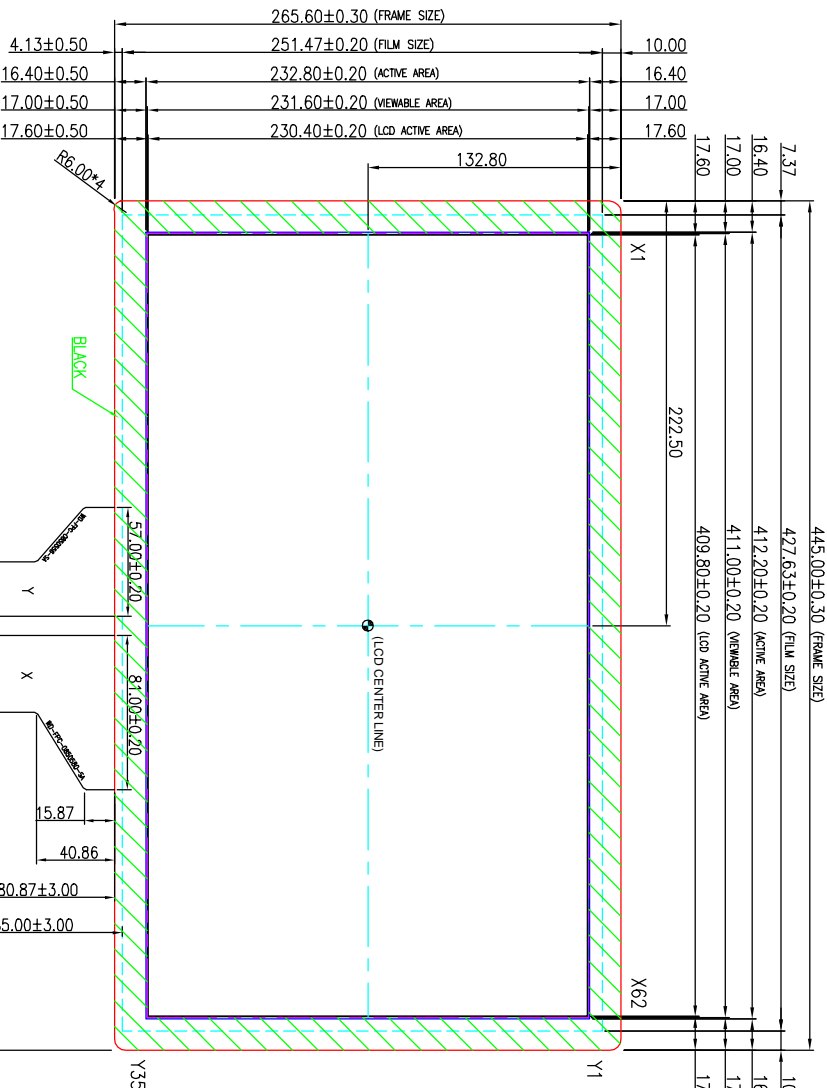 265.60±0.30 (FRAME SIZE)
4.13±0.50
251.47±0.20 (FILM SIZE)
10.00
16.40±0.50
232.80±0.20 (ACTIVE AREA)
16.40
17.00±0.50
231.60±0.20 (VIEWABLE AREA)
17.00
17.60±0.50
230.40±0.20 (LCD ACTIVE AREA)
17.60
132.80
R6.00*4
17.60
17.00
16.40
7.37
X1
222.50
445.00±0.30 (FRAME SIZE)
427.63±0.20 (FILM SIZE)
412.20±0.20 (ACTIVE AREA)
411.00±0.20 (VIEWABLE AREA)
409.80±0.20 (LCD ACTIVE AREA)
BLACK
57.00±0.20
Y
(LCD CENTER LINE)
X
81.00±0.20
15.87
40.86
80.87±3.00
5.00±3.00
X62
Y1
Y35